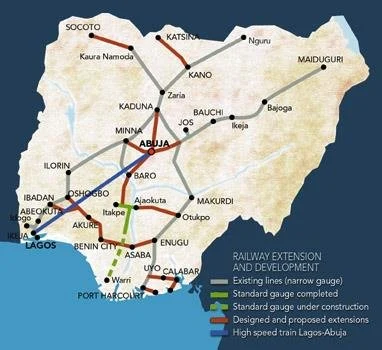 SOCOTO
KATSINA
Nguru
Kaura Namoda
KANO
MAIDUGURI
Zaria
KADUNA
BAUCHI
Bajoga
JOS
Ikeja
MINNA
ABUJA
ILORIN
BARO
OSHOGBO
MAKURDI
IBADAN
Ajaokuta
ABEOKUTA
Itakpe
Otukpo
Idogo
AKURE
IKEJA
ENUGU
LAGOS
BENIN CITY
ASABA
UYO
CALABAR
Warri
PORT HARCOURT
RAILWAY EXTENSION
AND DEVELOPMENT
Existing lines (narrow gauge)
Standard gauge completed
Standard gauge under construction
Designed and proposed extensions
High speed train Lagos-Abuja